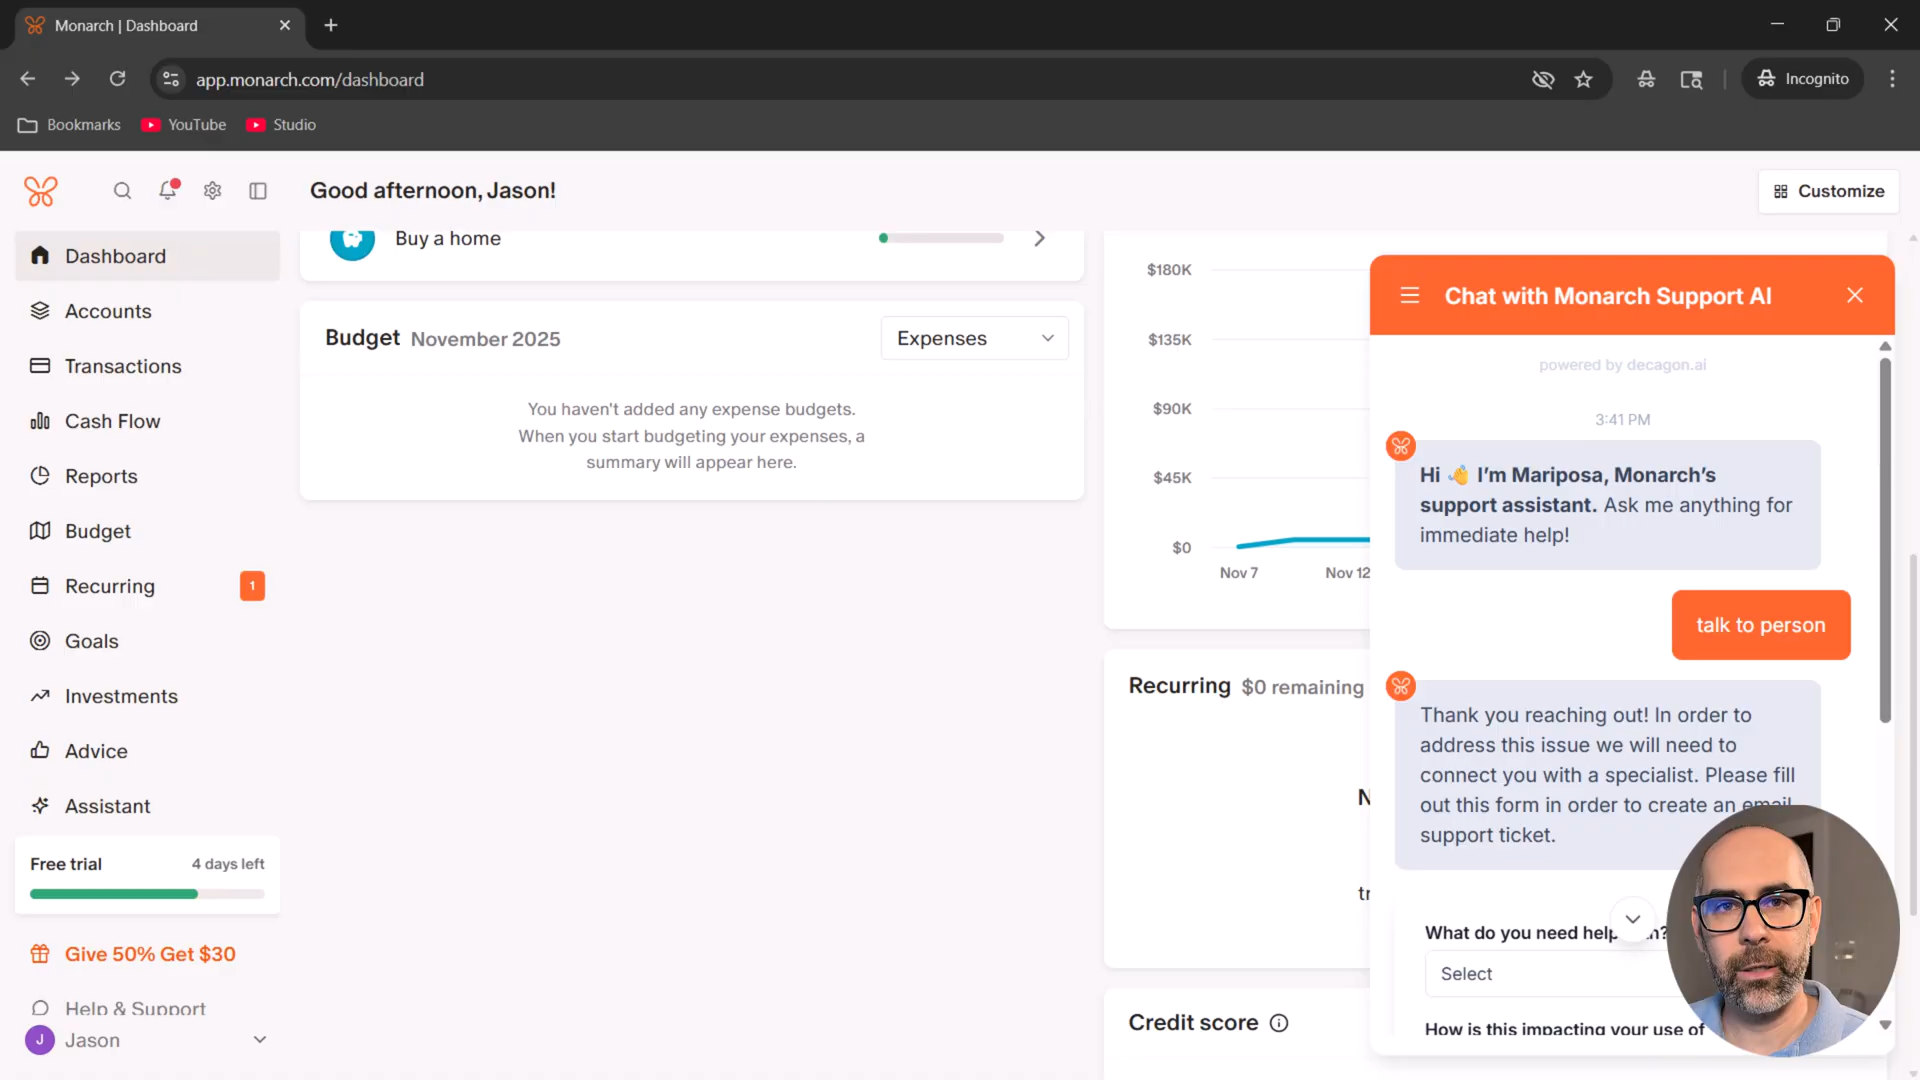 Monarch | Dashboard
app.monarch.com/dashboard
Incognito
Bookmarks
YouTube
Studio
Good afternoon, Jason!
Customize
Dashboard
Accounts
Transactions
Cash Flow
Reports
Budget
Recurring
1
Goals
Investments
Advice
Assistant
Free trial
4 days left
Give 50% Get $30
Help & Support
J
Jason
Buy a home
Budget November 2025
Expenses
You haven't added any expense budgets.
When you start budgeting your expenses, a
summary will appear here.
$180K
$135K
$90K
$45K
$0
Nov 7
Nov 12
Recurring $0 remaining
Credit score
Chat with Monarch Support AI
powered by decagon.ai
3:41 PM
Hi 👋 I’m Mariposa, Monarch’s
support assistant. Ask me anything for
immediate help!
talk to person
Thank you reaching out! In order to
address this issue we will need to
connect you with a specialist. Please fill
out this form in order to create an email
support ticket.
What do you need help
Select
How is this impacting your use of